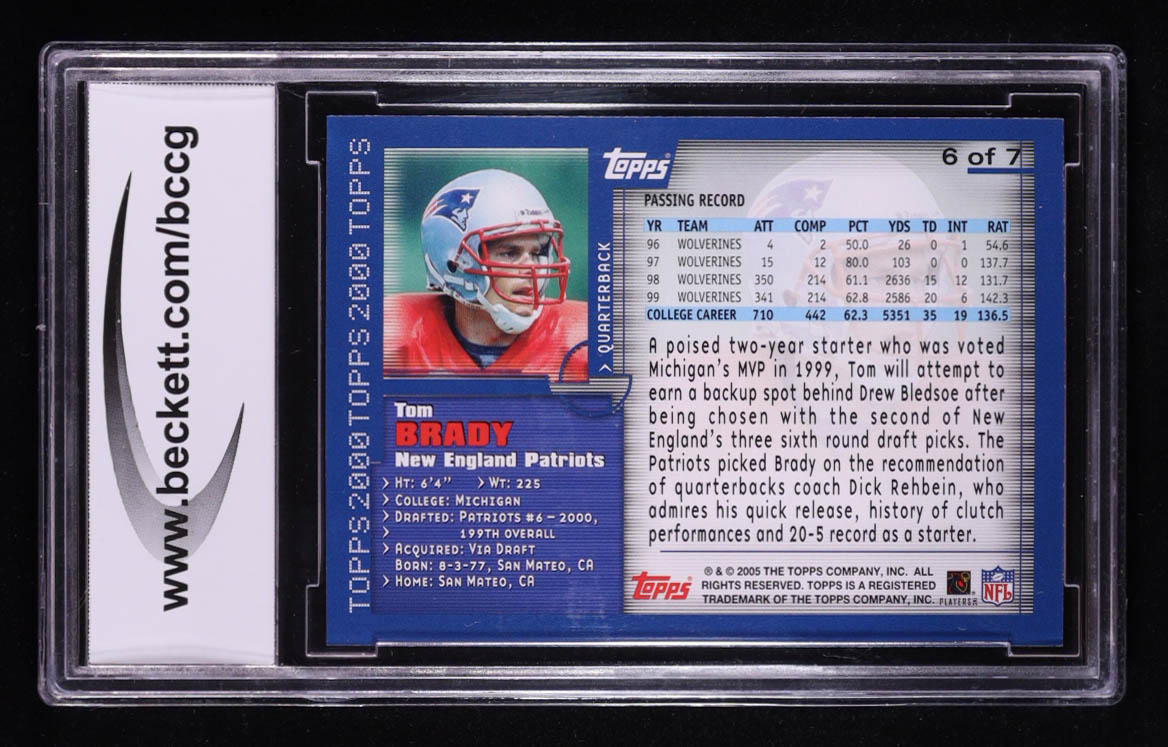 www.beckett.com/bccg
TOPPS 2000 TOPPS 2000 TOPPS 2000 TOPPS
TOPPS
6 of 7
> QUARTERBACK
PASSING RECORD
YR TEAM ATT COMP PCT YDS TD INT RAT
96 WOLVERINES 4 2 50.0 26 0 1 54.6
97 WOLVERINES 15 12 80.0 103 0 0 137.7
98 WOLVERINES 350 214 61.1 2636 15 12 131.7
99 WOLVERINES 341 214 62.8 2586 20 6 142.3
COLLEGE CAREER 710 442 62.3 5351 35 19 136.5
A poised two-year starter who was voted
Michigan's MVP in 1999, Tom will attempt to
earn a backup spot behind Drew Bledsoe after
being chosen with the second of New
England's three sixth round draft picks. The
Patriots picked Brady on the recommendation
of quarterbacks coach Dick Rehbein, who
admires his quick release, history of clutch
performances and 20-5 record as a starter.
Tom
BRADY
New England Patriots
> HT: 6'4" > WT: 225
> COLLEGE: MICHIGAN
> DRAFTED: PATRIOTS #6 – 2000,
> 199TH OVERALL
> ACQUIRED: VIA DRAFT
BORN: 8-3-77, SAN MATEO, CA
> HOME: SAN MATEO, CA
TOPPS
® & © 2005 THE TOPPS COMPANY, INC. ALL
RIGHTS RESERVED. TOPPS IS A REGISTERED
TRADEMARK OF THE TOPPS COMPANY, INC.
PLAYERS INC
NFL